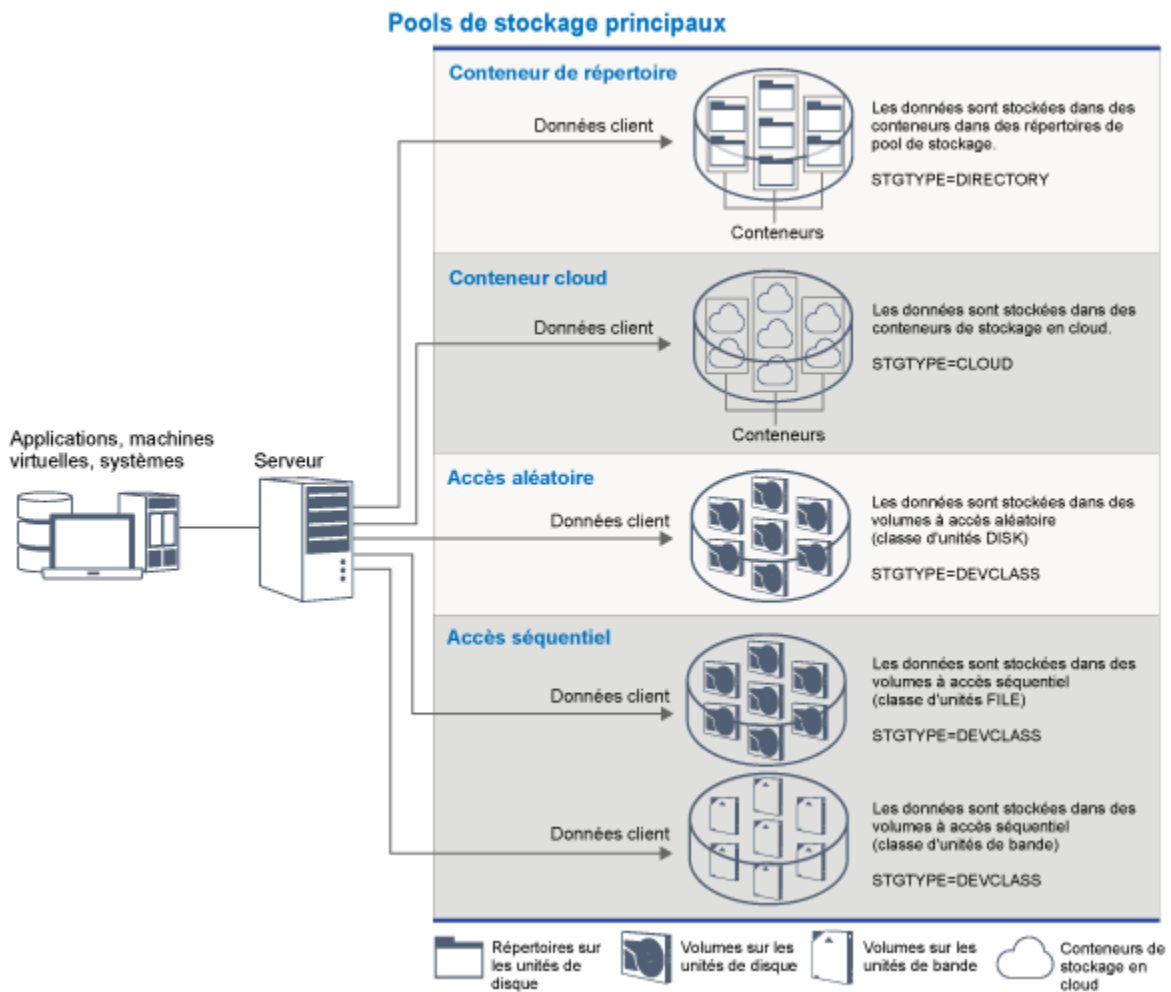 Pools de stockage principaux
Conteneur de répertoire
Données client
Les données sont stockées dans des
conteneurs dans des répertoires de
pool de stockage.
STGTYPE=DIRECTORY
Conteneurs
Conteneur cloud
Données client
Les données sont stockées dans des
conteneurs de stockage en cloud.
STGTYPE=CLOUD
Conteneurs
Applications, machines
virtuelles, systèmes
Serveur
Accès aléatoire
Données client
Les données sont stockées dans des
volumes à accès aléatoire
(classe d'unités DISK)
STGTYPE=DEVCLASS
Accès séquentiel
Données client
Les données sont stockées dans des
volumes à accès séquentiel
(classe d'unités FILE)
STGTYPE=DEVCLASS
Données client
Les données sont stockées dans des
volumes à accès séquentiel
(classe d'unités de bande)
STGTYPE=DEVCLASS
Répertoires sur
les unités de
disque
Volumes sur les
unités de disque
Volumes sur les
unités de bande
Conteneurs de
stockage en
cloud